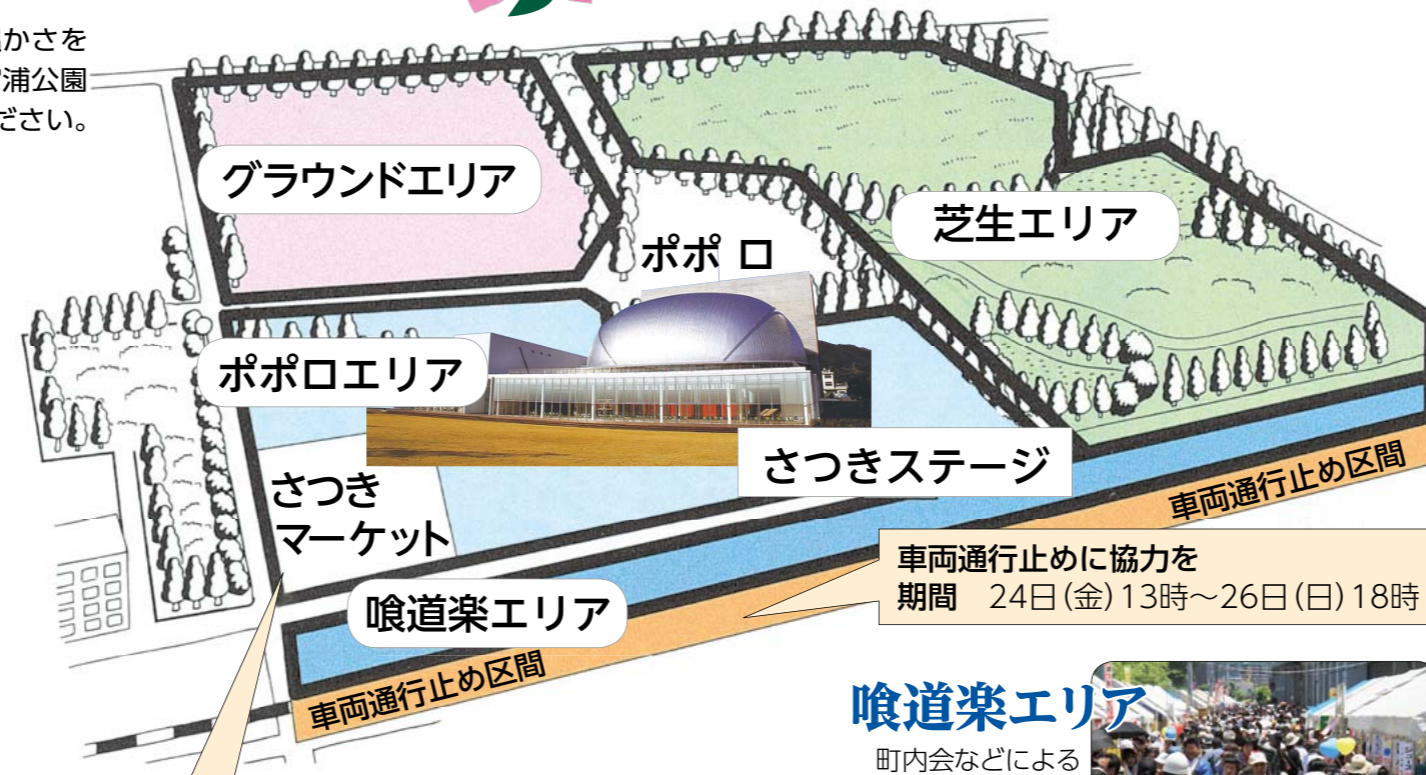 かさを
浦公園
ださい。
グラウンドエリア
芝生エリア
ポポロ
ポポロエリア
さつきステージ
さつき
マーケット
喰道楽エリア
車両通行止め区間
車両通行止め区間
車両通行止めに協力を
期間 24日(金)13時~26日(日)18時
喰道楽エリア
町内会などによる